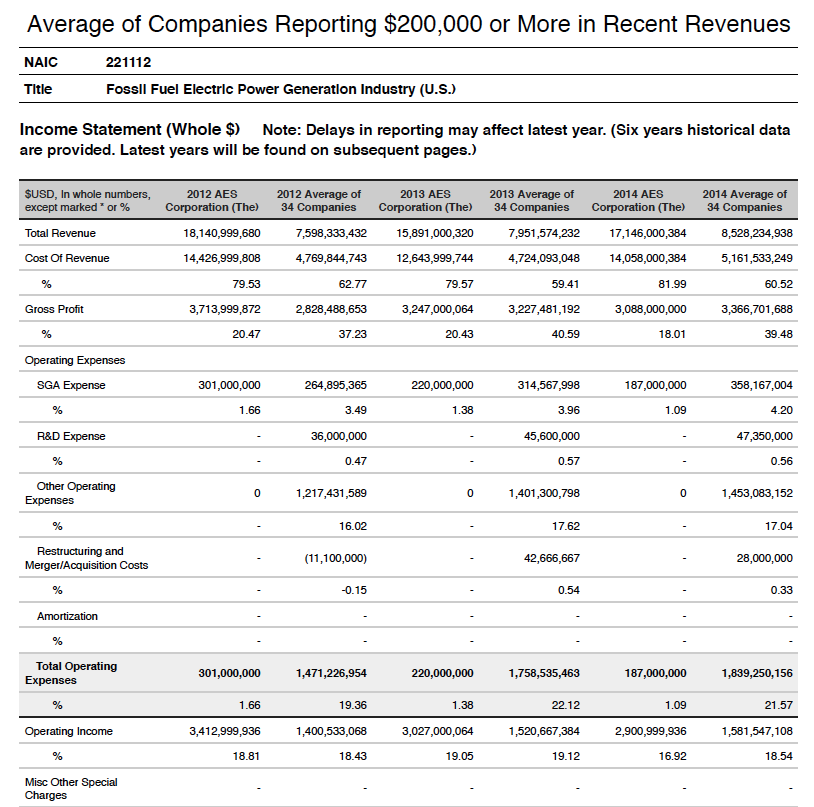 Average of Companies Reporting $200,000 or More in Recent Revenues
NAIC 221112
Title Fossil Fuel Electric Power Generation Industry (U.S.)
Income Statement (Whole $) Note: Delays in reporting may affect latest year. (Six years historical data
are provided. Latest years will be found on subsequent pages.)
$USD, In whole numbers, 2012 AES 2012 Average of 2013 AES 2013 Average of 2014 AES 2014 Average of
except marked * or % Corporation (The) 34 Companies Corporation (The) 34 Companies Corporation (The) 34 Companies
Total Revenue 18,140,999,680 7,598,333,432 15,891,000,320 7,951,574,232 17,146,000,384 8,528,234,938
Cost Of Revenue 14,426,999,808 4,769,844,743 12,643,999,744 4,724,093,048 14,058,000,384 5,161,533,249
% 79.53 62.77 79.57 59.41 81.99 60.52
Gross Profit 3,713,999,872 2,828,488,653 3,247,000,064 3,227,481,192 3,088,000,000 3,366,701,688
% 20.47 37.23 20.43 40.59 18.01 39.48
Operating Expenses
SGA Expense 301,000,000 264,895,365 220,000,000 314,567,998 187,000,000 358,167,004
% 1.66 3.49 1.38 3.96 1.09 4.20
R&D Expense - 36,000,000 - 45,600,000 - 47,350,000
% - 0.47 - 0.57 - 0.56
Other Operating
Expenses 0 1,217,431,589 0 1,401,300,798 0 1,453,083,152
% - 16.02 - 17.62 - 17.04
Restructuring and
Merger/Acquisition Costs - (11,100,000) - 42,666,667 - 28,000,000
% - -0.15 - 0.54 - 0.33
Amortization - - - - - -
% - - - - - -
Total Operating
Expenses 301,000,000 1,471,226,954 220,000,000 1,758,535,463 187,000,000 1,839,250,156
% 1.66 19.36 1.38 22.12 1.09 21.57
Operating Income 3,412,999,936 1,400,533,068 3,027,000,064 1,520,667,384 2,900,999,936 1,581,547,108
% 18.81 18.43 19.05 19.12 16.92 18.54
Misc Other Special
Charges - - - - - -